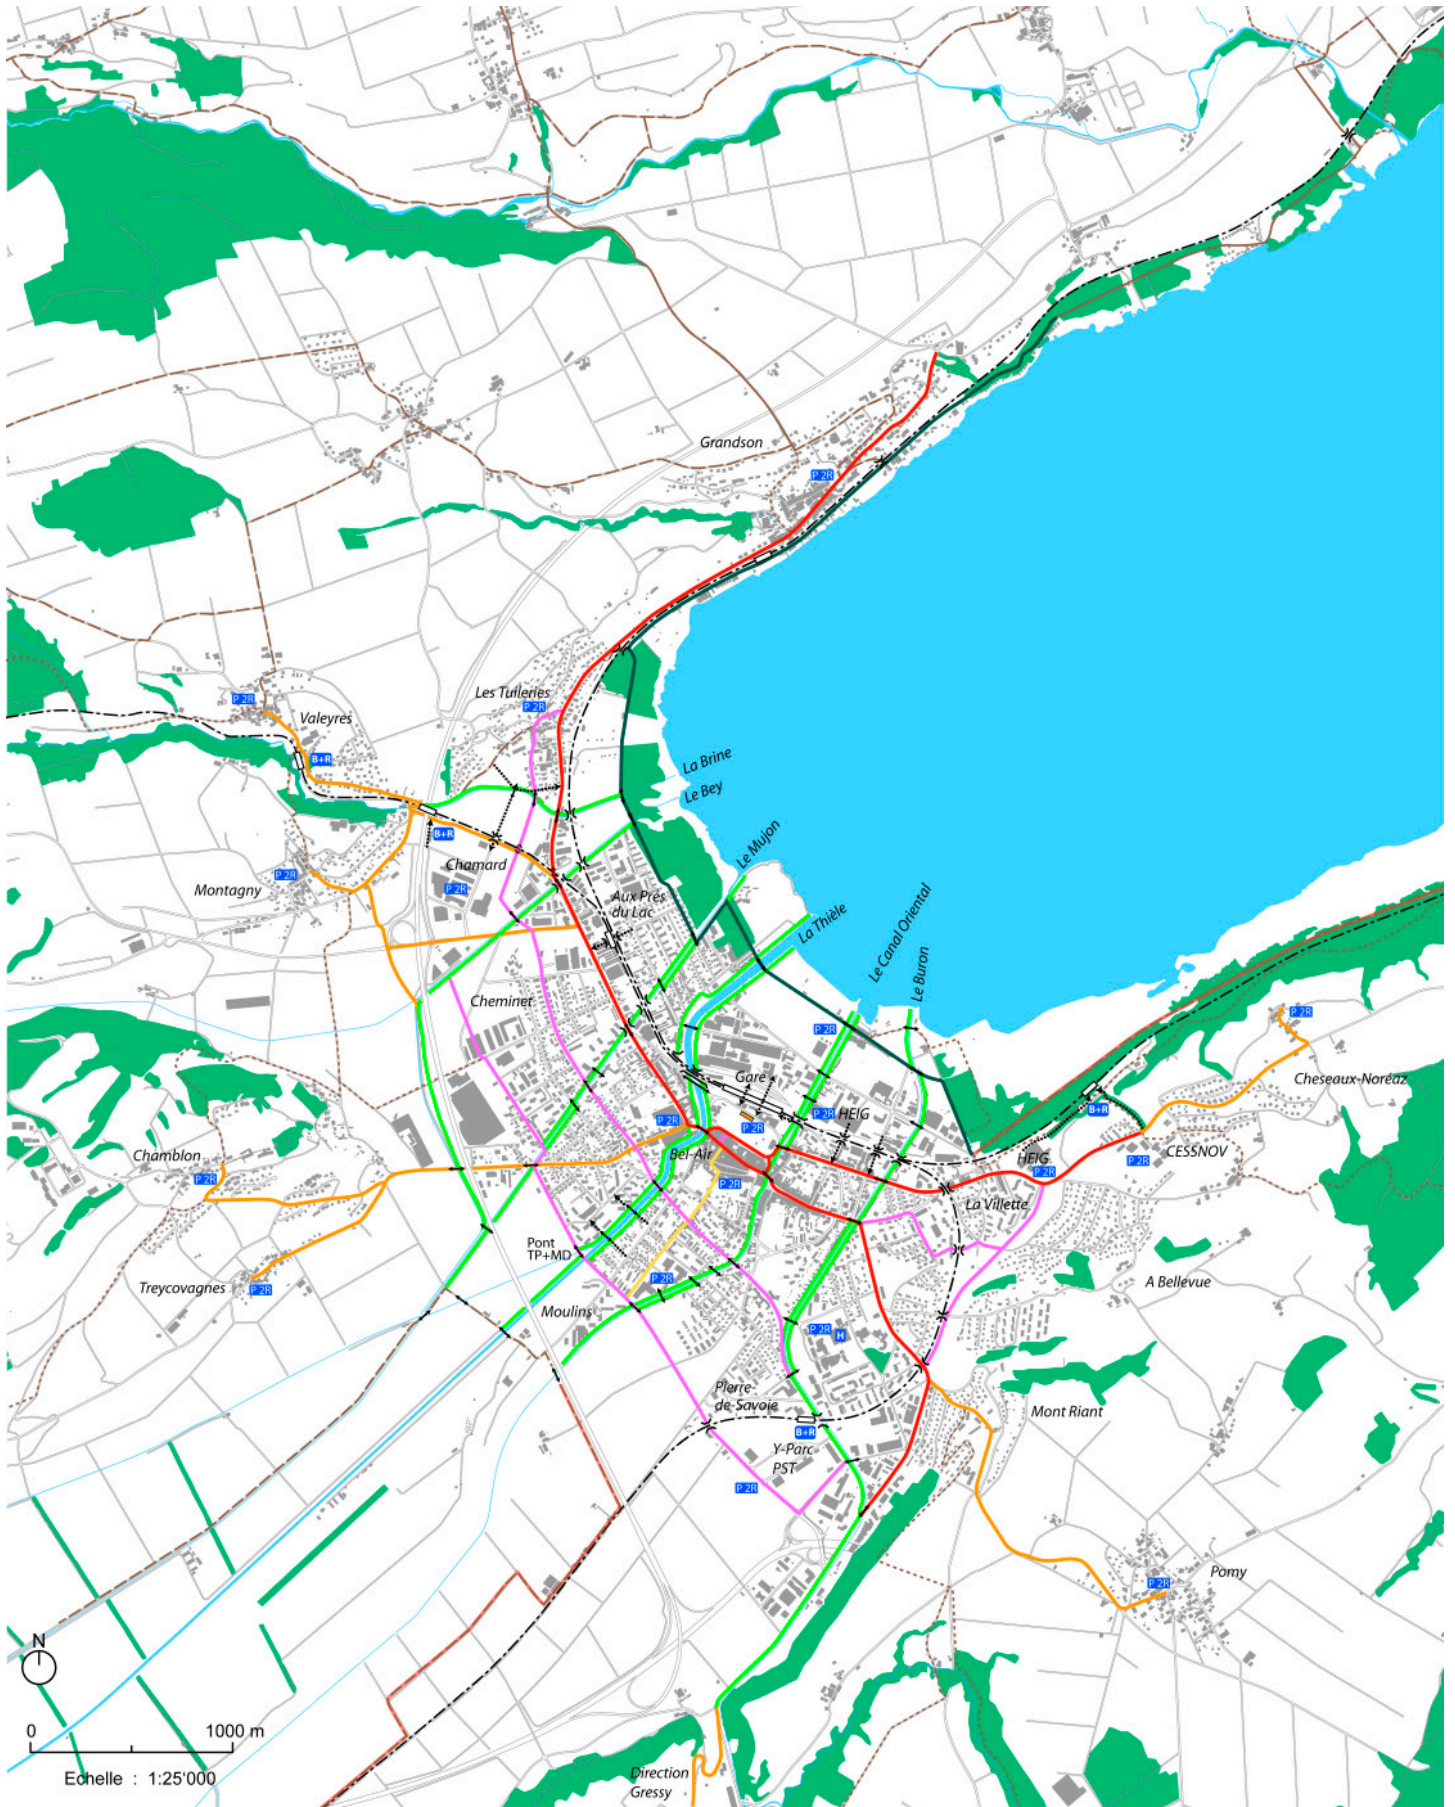 Grandson
P 2R
Les Tuileries
P 2R
P 2R
Valeyres
B+R
La Brine
Le Bey
B+R
Chamard
P 2R
P 2R
Montagny
Le Mujon
Aux Prés
du Lac
La Thièle
Le Canal Oriental
Le Buron
Cheminet
P 2R
P 2R
Cheseaux-Noréaz
Gare
P 2R
HEIG
P 2R
P 2R
B+R
Bel-Air
Chamblon
P 2R
P 2R
HEIG
P 2R
P 2R
CESSNOV
La Villette
Pont
TP+MD
P 2R
Treycovagnes
P 2R
A Bellevue
Moulins
P 2R
H
Pierre-
de-Savoie
Mont Riant
B+R
Y-Parc
PST
P 2R
Pomy
P 2R
N
0
1000 m
Echelle : 1:25'000
Direction
Gressy